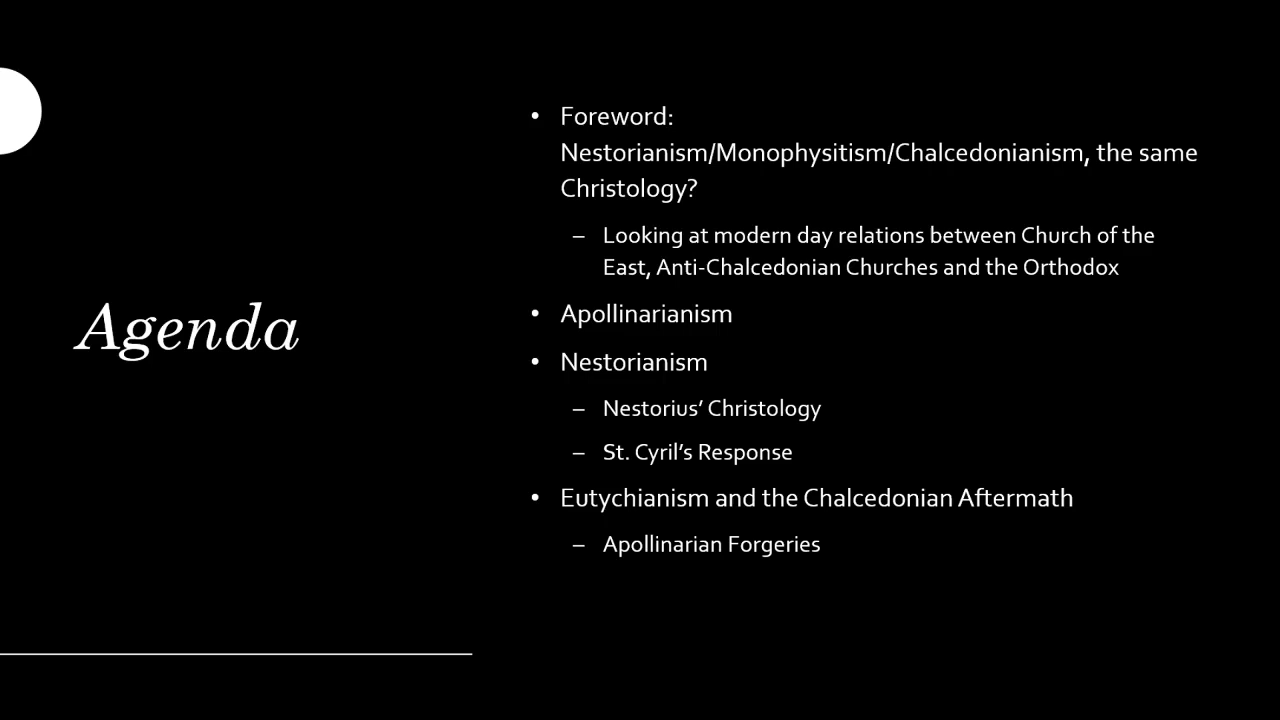 Agenda
• Foreword:
Nestorianism/Monophysitism/Chalcedonianism, the same
Christology?
– Looking at modern day relations between Church of the
East, Anti-Chalcedonian Churches and the Orthodox
• Apollinarianism
• Nestorianism
– Nestorius’ Christology
– St. Cyril’s Response
• Eutychianism and the Chalcedonian Aftermath
– Apollinarian Forgeries